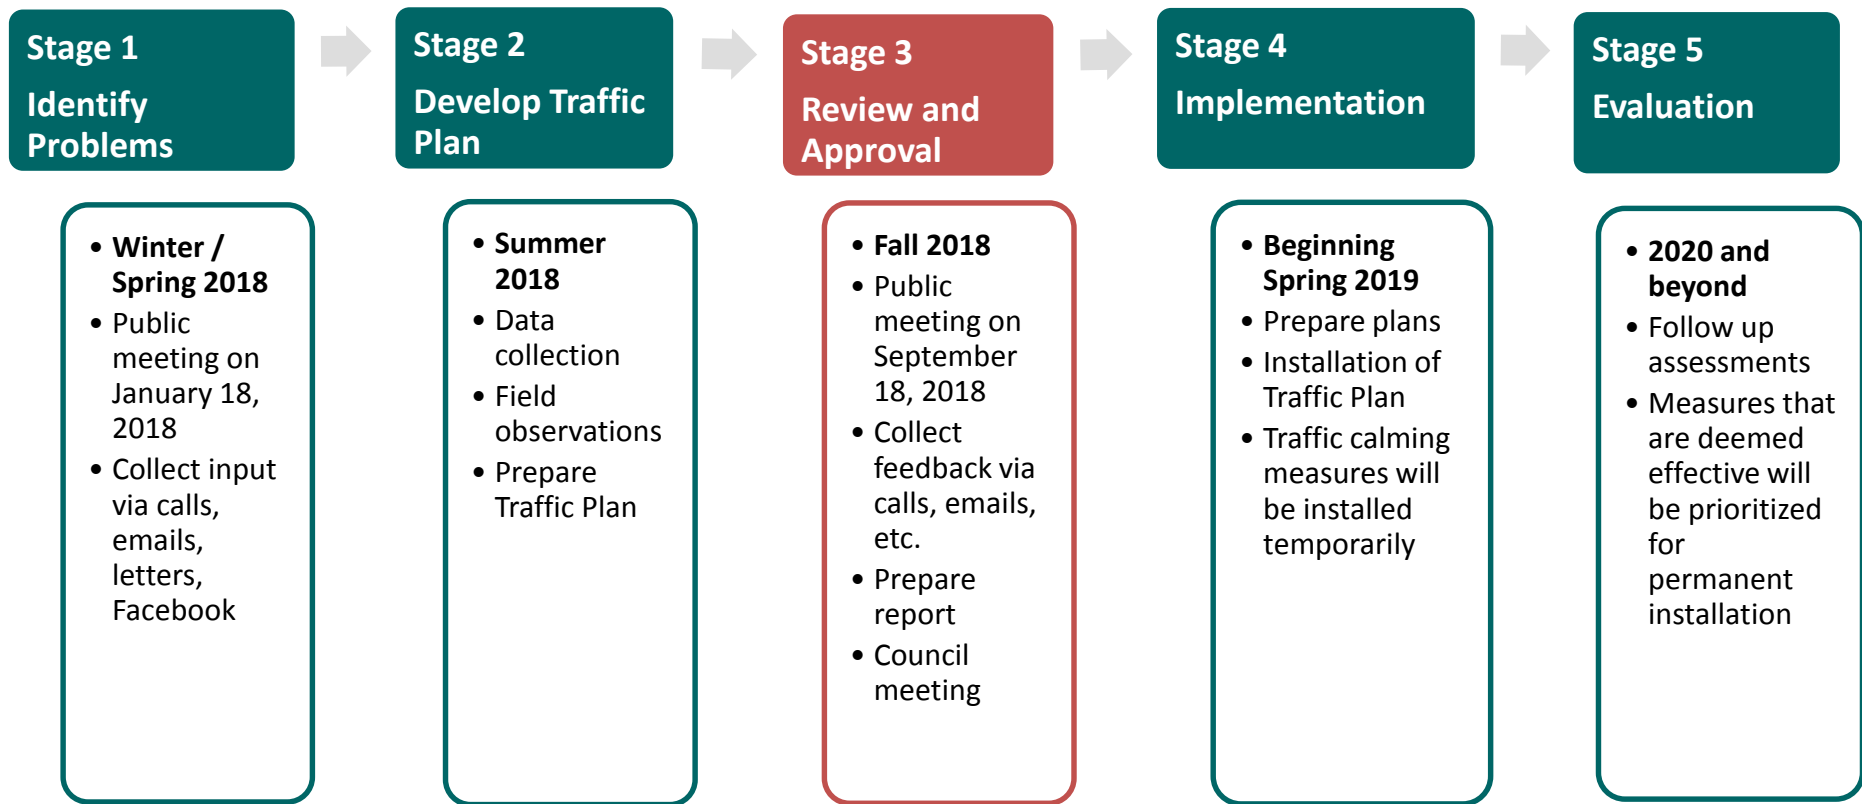 Stage 1
Identify
Problems
• Winter /
Spring 2018
• Public
meeting on
January 18,
2018
• Collect input
via calls,
emails,
letters,
Facebook
Stage 2
Develop Traffic
Plan
• Summer
2018
• Data
collection
• Field
observations
• Prepare
Traffic Plan
Stage 3
Review and
Approval
• Fall 2018
• Public
meeting on
September
18, 2018
• Collect
feedback via
calls, emails,
etc.
• Prepare
report
• Council
meeting
Stage 4
Implementation
• Beginning
Spring 2019
• Prepare plans
• Installation of
Traffic Plan
• Traffic calming
measures will
be installed
temporarily
Stage 5
Evaluation
• 2020 and
beyond
• Follow up
assessments
• Measures that
are deemed
effective will
be prioritized
for
permanent
installation